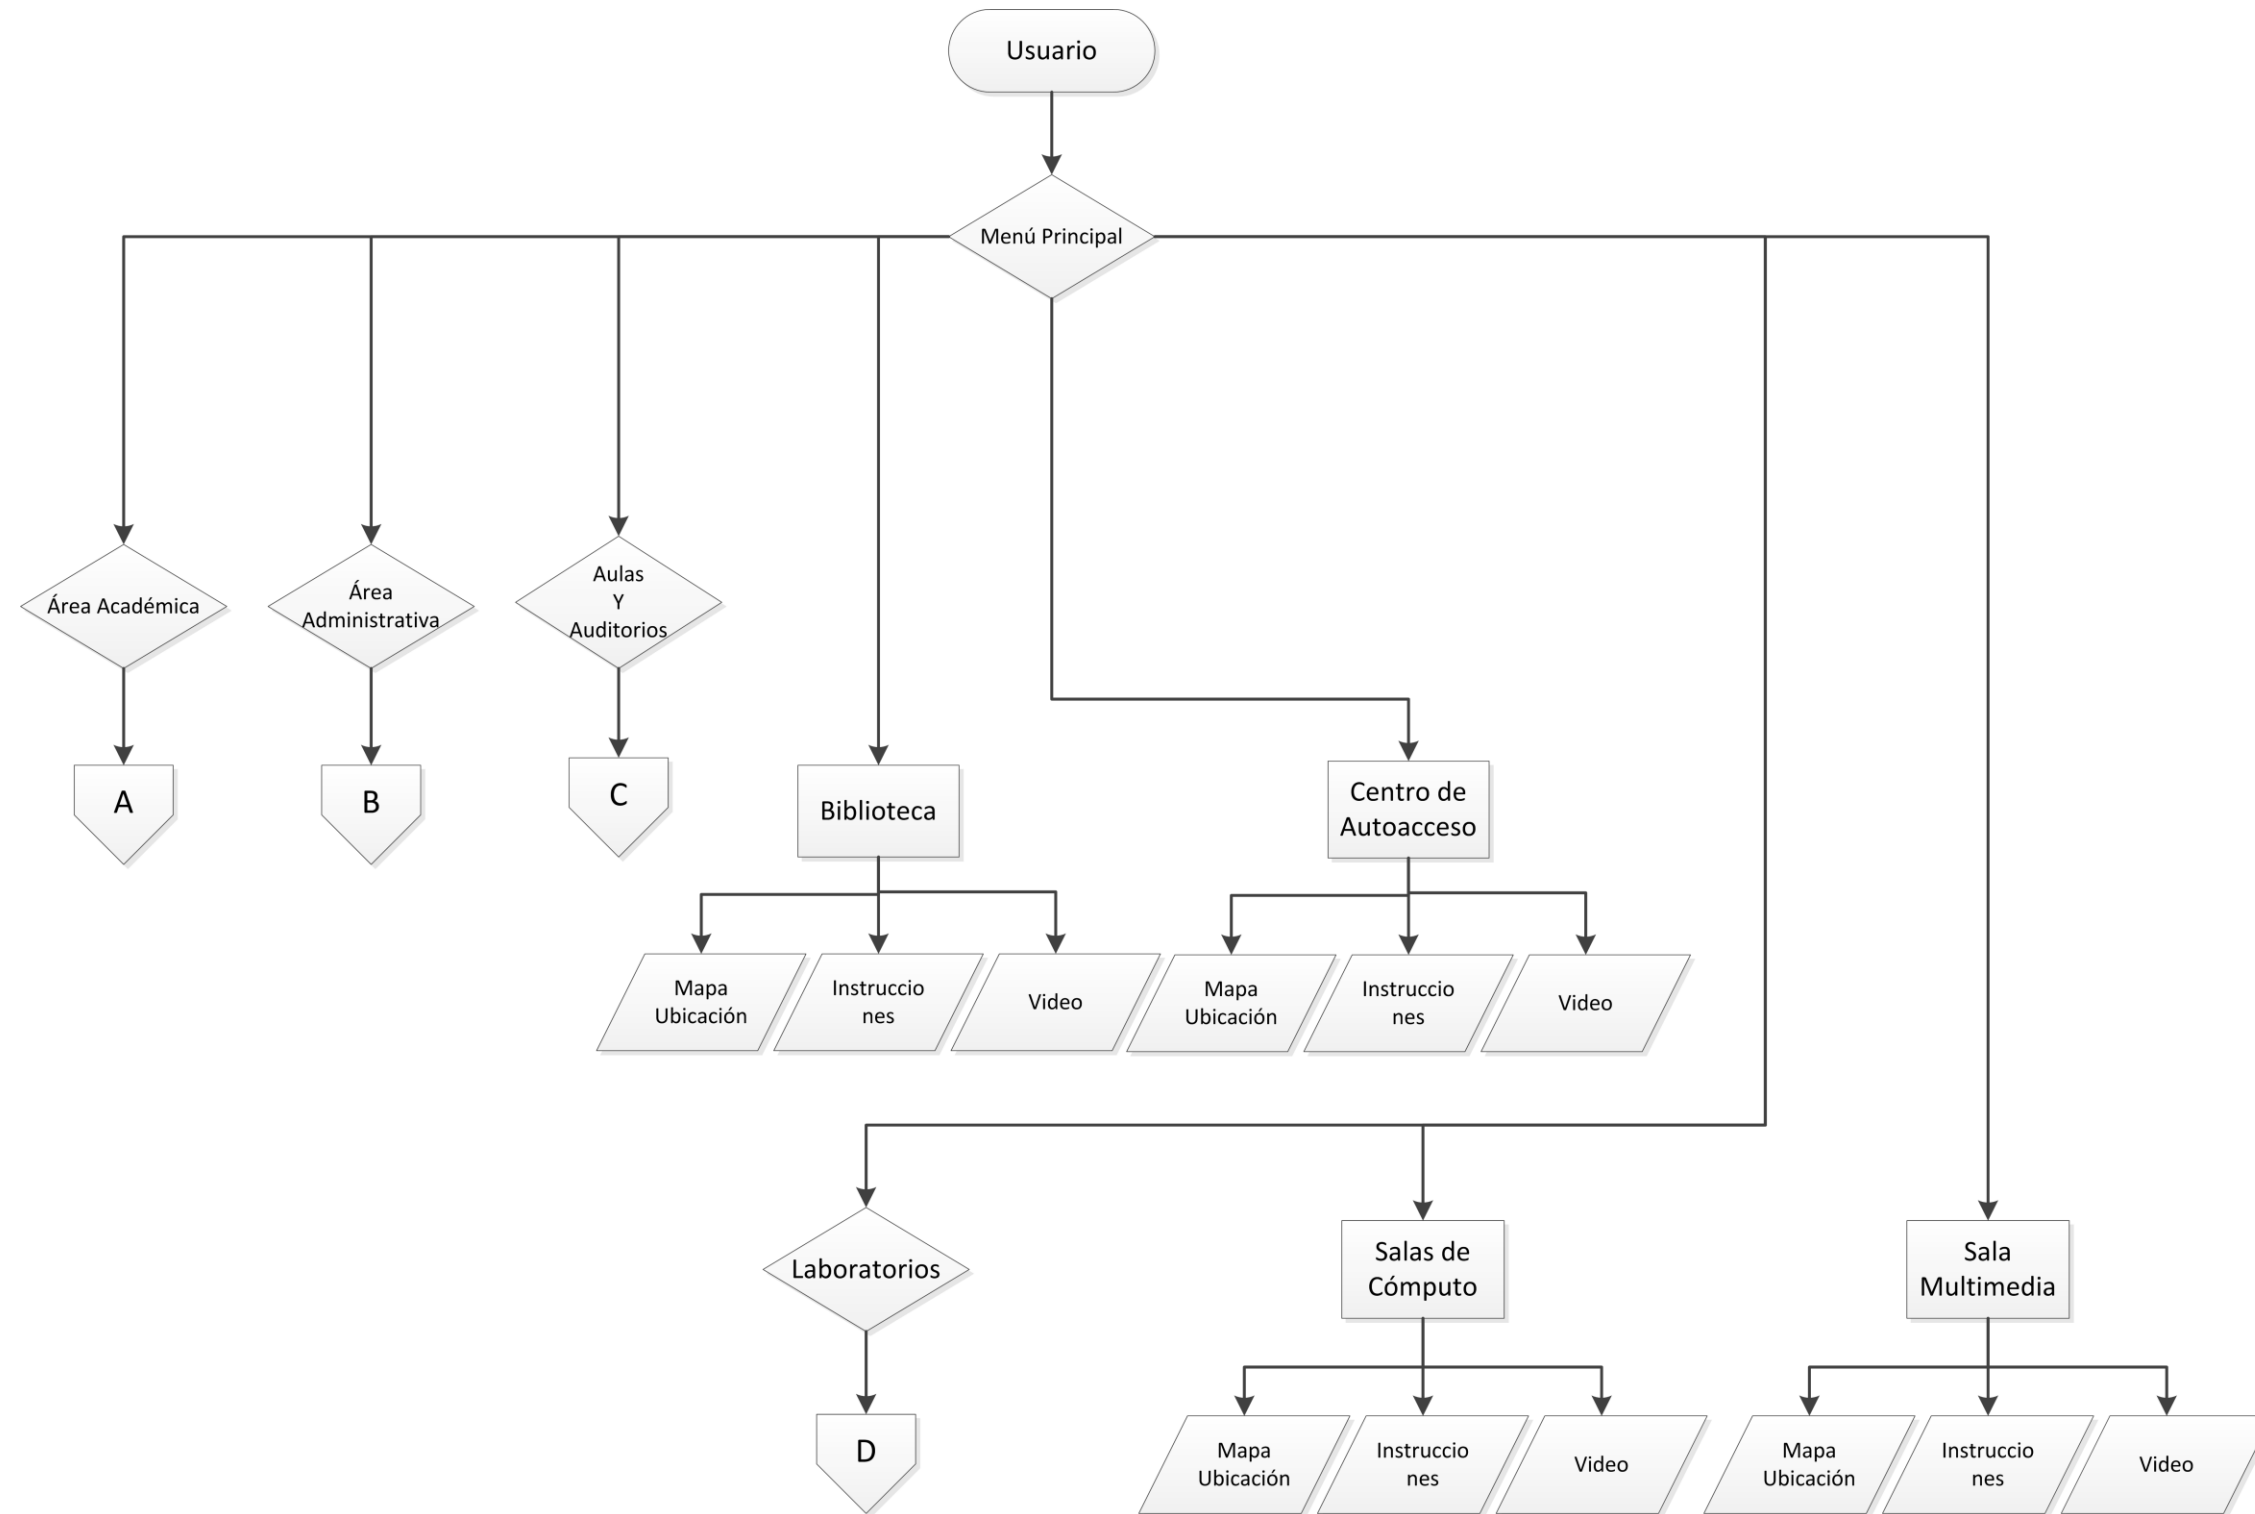 Usuario
Menú Principal
Área Académica
Área
Administrativa
Aulas
Y
Auditorios
A
B
C
Biblioteca
Centro de
Autoacceso
Mapa
Ubicación
Instruccio
nes
Video
Mapa
Ubicación
Instruccio
nes
Video
Laboratorios
Salas de
Cómputo
Sala
Multimedia
D
Mapa
Ubicación
Instruccio
nes
Video
Mapa
Ubicación
Instruccio
nes
Video